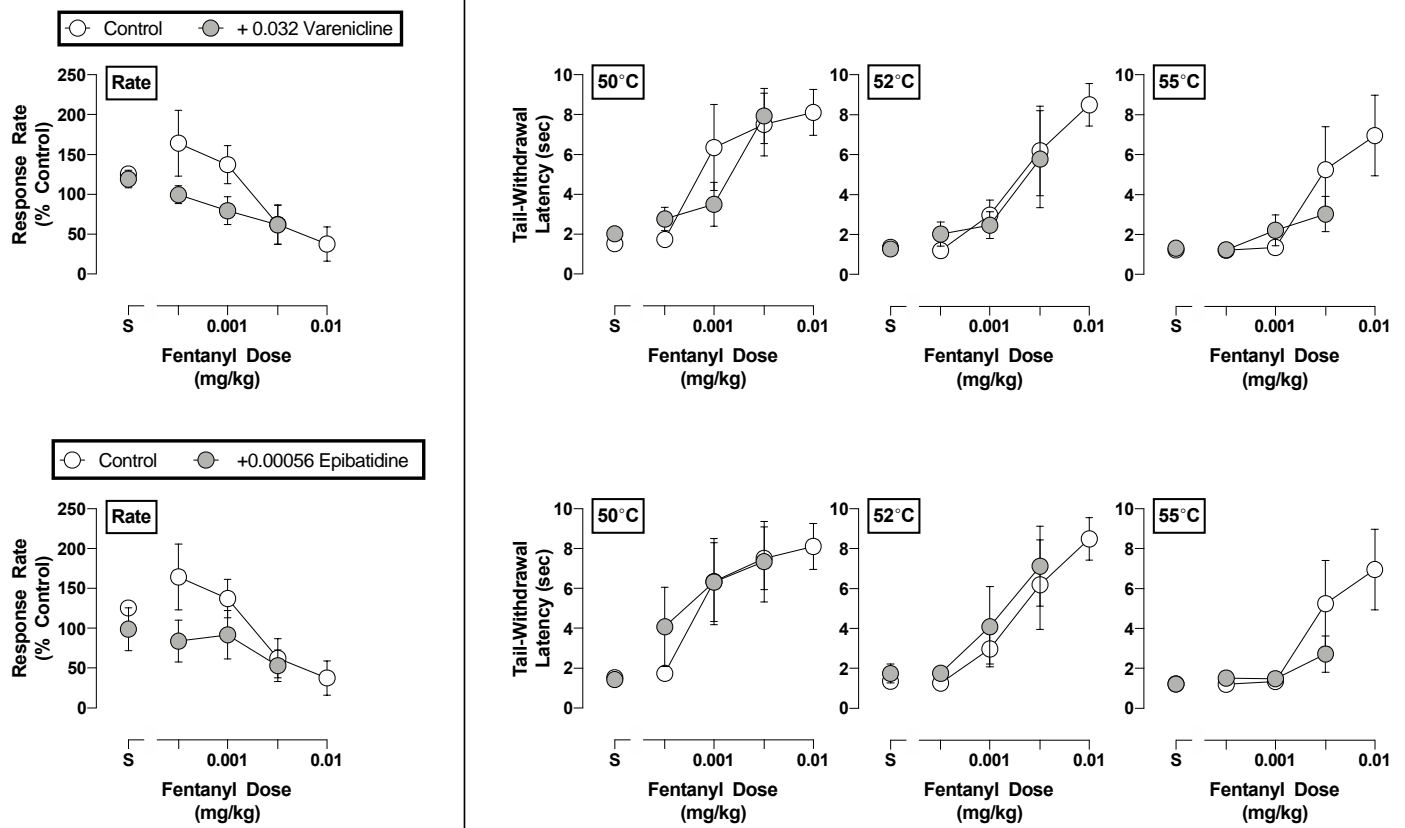 Control + 0.032 Varenicline
Rate
Response Rate
(% Control)
250
200
150
100
50
0
S 0.001 0.01
Fentanyl Dose
(mg/kg)
50°C
Tail-Withdrawal
Latency (sec)
10
8
6
4
2
0
S 0.001 0.01
Fentanyl Dose
(mg/kg)
52°C
10
8
6
4
2
0
S 0.001 0.01
Fentanyl Dose
(mg/kg)
55°C
10
8
6
4
2
0
S 0.001 0.01
Fentanyl Dose
(mg/kg)
Control +0.00056 Epibatidine
Rate
Response Rate
(% Control)
250
200
150
100
50
0
S 0.001 0.01
Fentanyl Dose
(mg/kg)
50°C
Tail-Withdrawal
Latency (sec)
10
8
6
4
2
0
S 0.001 0.01
Fentanyl Dose
(mg/kg)
52°C
10
8
6
4
2
0
S 0.001 0.01
Fentanyl Dose
(mg/kg)
55°C
10
8
6
4
2
0
S 0.001 0.01
Fentanyl Dose
(mg/kg)